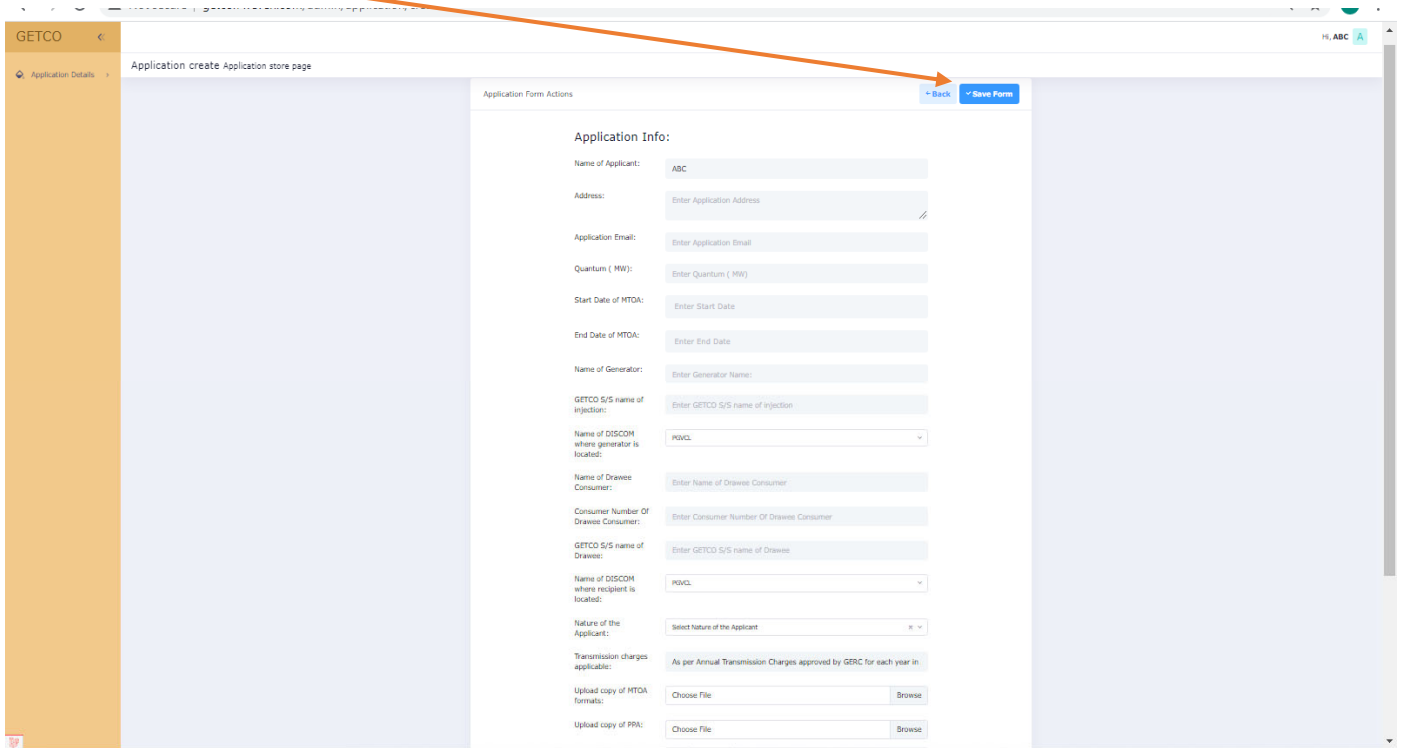 GETCO
Hi, ABC A
Application Details
Application create Application store page
Application Form Actions
Back
Save Form
Application Info:
Name of Applicant:
ABC
Address:
Enter Application Address
Application Email:
Enter Application Email
Quantum ( MW):
Enter Quantum ( MW)
Start Date of MTOA:
Enter Start Date
End Date of MTOA:
Enter End Date
Name of Generator:
Enter Generator Name:
GETCO S/S name of
injection:
Enter GETCO S/S name of injection
Name of DISCOM
where generator is
located:
PGVCL
Name of Drawee
Consumer:
Enter Name of Drawee Consumer
Consumer Number Of
Drawee Consumer:
Enter Consumer Number Of Drawee Consumer
GETCO S/S name of
Drawee:
Enter GETCO S/S name of Drawee
Name of DISCOM
where recipient is
located:
PGVCL
Nature of the
Applicant:
Select Nature of the Applicant
Transmission charges
applicable:
As per Annual Transmission Charges approved by GERC for each year in
Upload copy of MTOA
formats:
Choose File
Browse
Upload copy of PPA:
Choose File
Browse